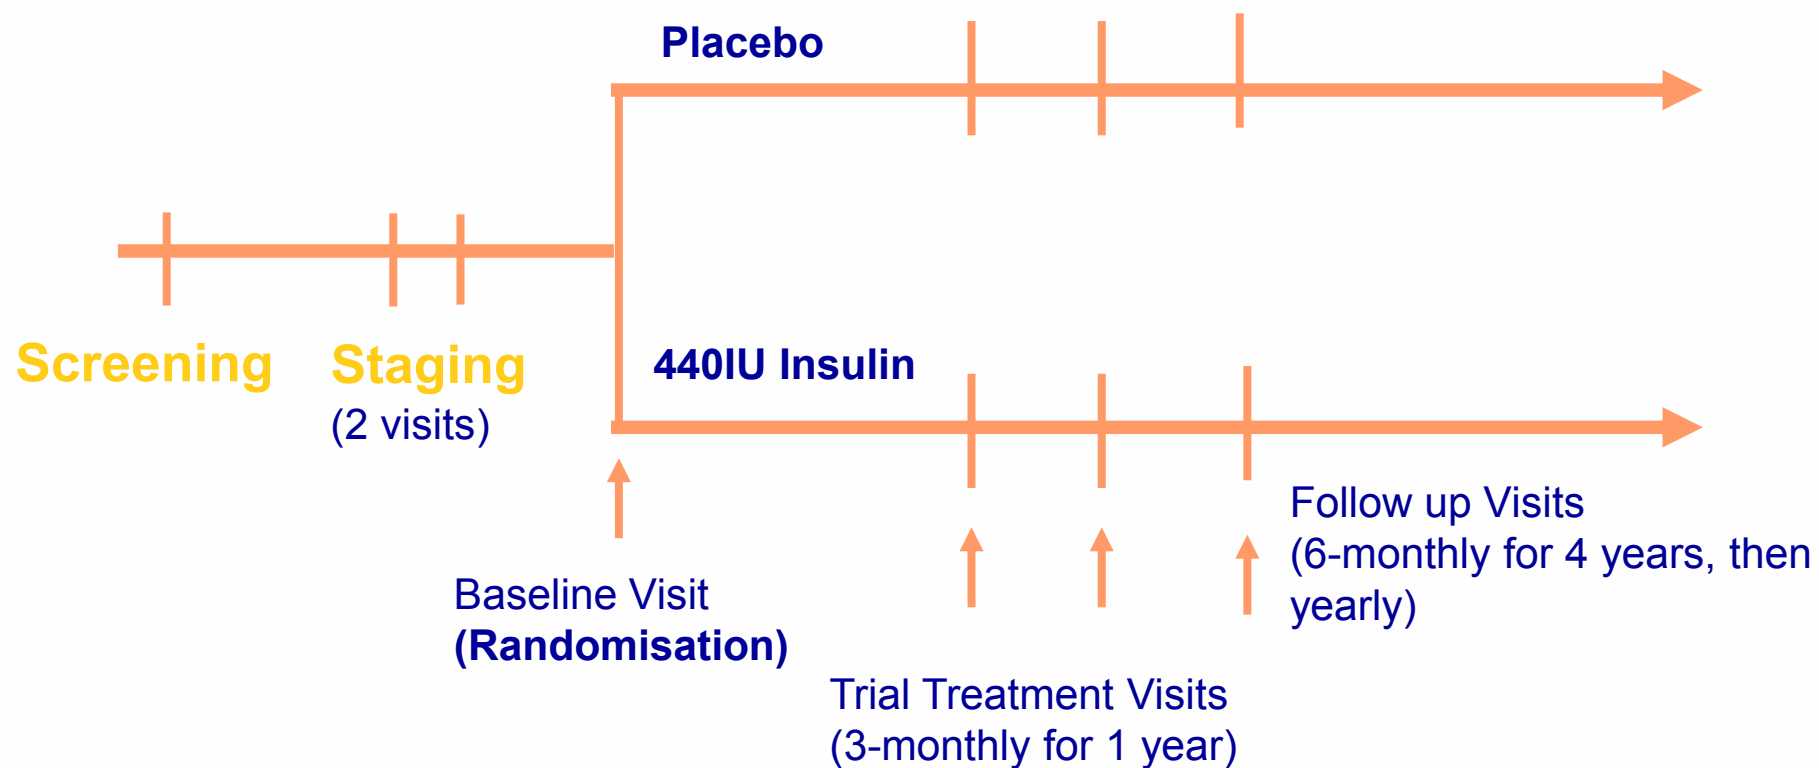 Placebo
Screening
Staging
(2 visits)
440IU Insulin
Baseline Visit
(Randomisation)
Trial Treatment Visits
(3-monthly for 1 year)
Follow up Visits
(6-monthly for 4 years, then
yearly)